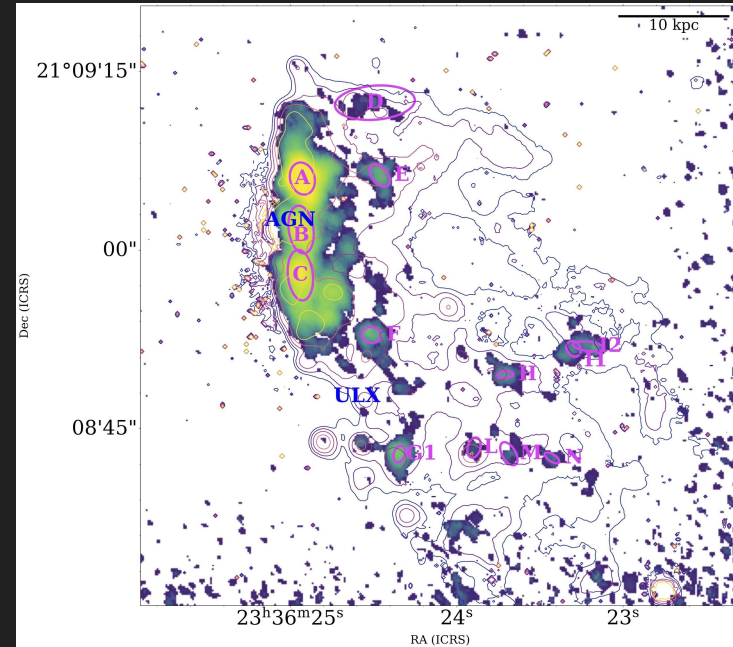 10 kpc
21°09'15"
D
A
E
AGN
B
00"
C
F
I2
I1
H
ULX
08'45"
G1
L
M
N
23ʰ36ᵐ25ˢ
24ˢ
23ˢ
RA (ICRS)
Dec (ICRS)